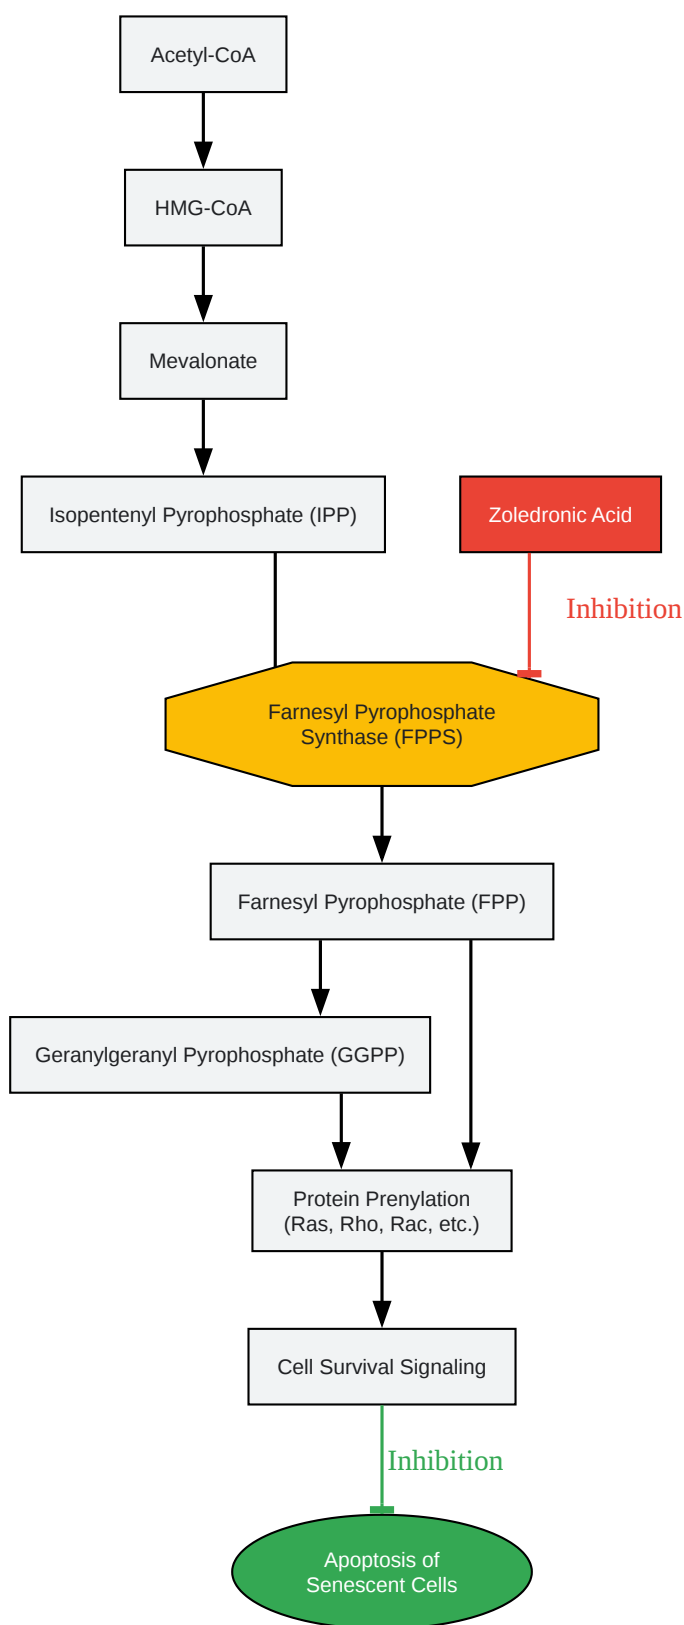 Acetyl-CoA
HMG-CoA
Mevalonate
Isopentenyl Pyrophosphate (IPP)
Zoledronic Acid
Inhibition
Farnesyl Pyrophosphate
Synthase (FPPS)
Farnesyl Pyrophosphate (FPP)
Geranylgeranyl Pyrophosphate (GGPP)
Protein Prenylation
(Ras, Rho, Rac, etc.)
Cell Survival Signaling
Inhibition
Apoptosis of
Senescent Cells